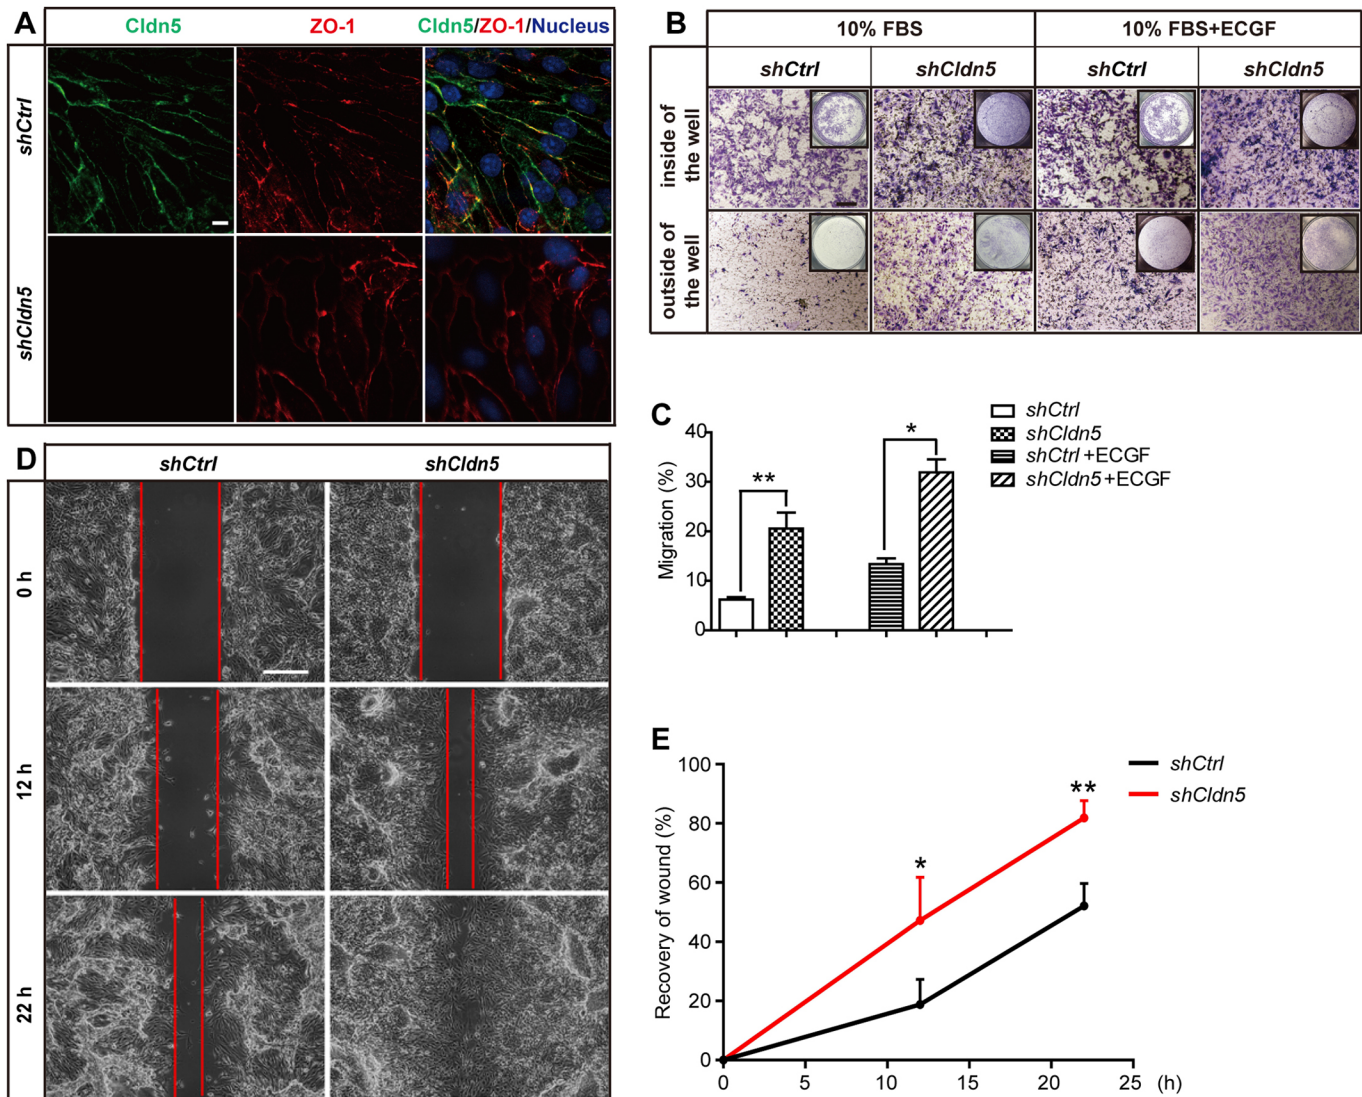 A
Cldn5
ZO-1
Cldn5/ZO-1/Nucleus
shCtrl
shCldn5
B
10% FBS
10% FBS+ECGF
shCtrl
shCldn5
shCtrl
shCldn5
inside of
the well
outside of
the well
C
Migration (%)
40
30
20
10
0
**
*
shCtrl
shCldn5
shCtrl+ECGF
shCldn5+ECGF
D
shCtrl
shCldn5
0 h
12 h
22 h
E
Recovery of wound (%)
100
80
60
40
20
0
*
**
shCtrl
shCldn5
0
5
10
15
20
25
(h)